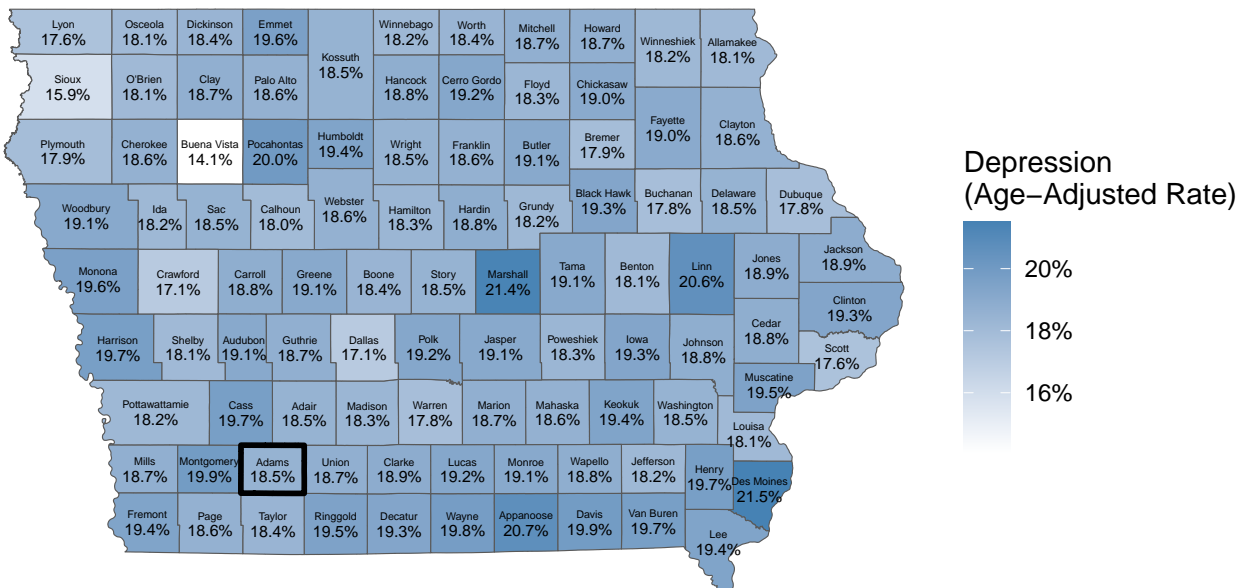 Lyon
17.6%
Osceola
18.1%
Dickinson
18.4%
Emmet
19.6%
Kossuth
18.5%
Winnebago
18.2%
Worth
18.4%
Mitchell
18.7%
Howard
18.7%
Winneshiek
18.2%
Allamakee
18.1%
Sioux
15.9%
O'Brien
18.1%
Clay
18.7%
Palo Alto
18.6%
Hancock
18.8%
Cerro Gordo
19.2%
Floyd
18.3%
Chickasaw
19.0%
Fayette
19.0%
Clayton
18.6%
Plymouth
17.9%
Cherokee
18.6%
Buena Vista
14.1%
Pocahontas
20.0%
Humboldt
19.4%
Wright
18.5%
Franklin
18.6%
Butler
19.1%
Bremer
17.9%
Woodbury
19.1%
Ida
18.2%
Sac
18.5%
Calhoun
18.0%
Webster
18.6%
Hamilton
18.3%
Hardin
18.8%
Grundy
18.2%
Black Hawk
19.3%
Buchanan
17.8%
Delaware
18.5%
Dubuque
17.8%
Monona
19.6%
Crawford
17.1%
Carroll
18.8%
Greene
19.1%
Boone
18.4%
Story
18.5%
Marshall
21.4%
Tama
19.1%
Benton
18.1%
Linn
20.6%
Jones
18.9%
Jackson
18.9%
Clinton
19.3%
Harrison
19.7%
Shelby
18.1%
Audubon
19.1%
Guthrie
18.7%
Dallas
17.1%
Polk
19.2%
Jasper
19.1%
Poweshiek
18.3%
Iowa
19.3%
Johnson
18.8%
Cedar
18.8%
Scott
17.6%
Muscatine
19.5%
Pottawattamie
18.2%
Cass
19.7%
Adair
18.5%
Madison
18.3%
Warren
17.8%
Marion
18.7%
Mahaska
18.6%
Keokuk
19.4%
Washington
18.5%
Louisa
18.1%
Mills
18.7%
Montgomery
19.9%
Adams
18.5%
Union
18.7%
Clarke
18.9%
Lucas
19.2%
Monroe
19.1%
Wapello
18.8%
Jefferson
18.2%
Henry
19.7%
Des Moines
21.5%
Fremont
19.4%
Page
18.6%
Taylor
18.4%
Ringgold
19.5%
Decatur
19.3%
Wayne
19.8%
Appanoose
20.7%
Davis
19.9%
Van Buren
19.7%
Lee
19.4%
Depression
(Age−Adjusted Rate)
20%
18%
16%